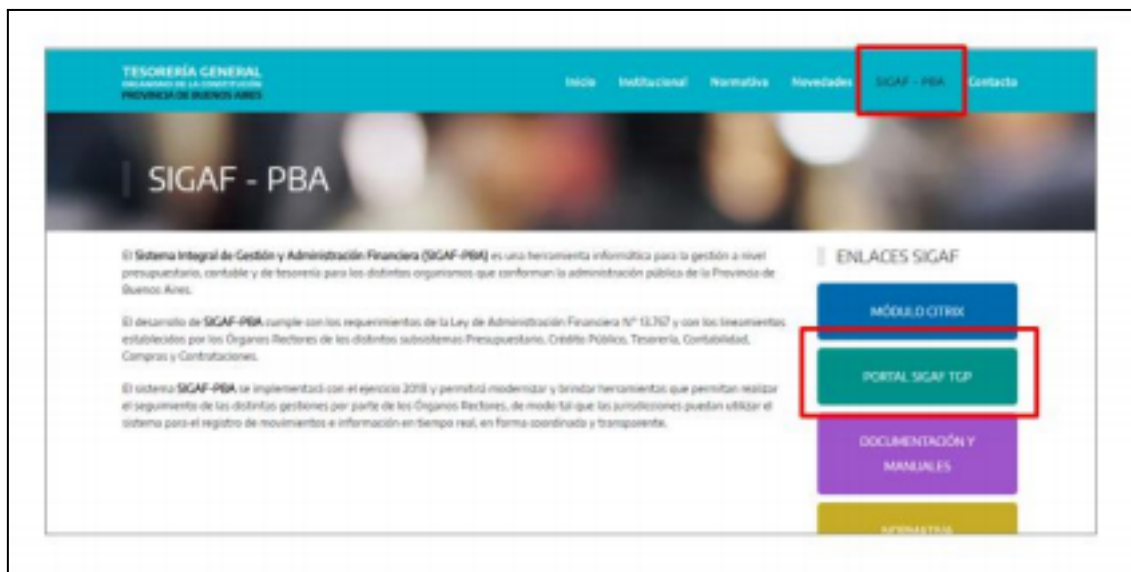 TESORERÍA GENERAL
ORGANISMO DE LA CONSTITUCIÓN
PROVINCIA DE BUENOS AIRES
Inicio Institucional Normativa Novedades SIGAF - PBA Contacto
SIGAF - PBA
El Sistema Integral de Gestión y Administración Financiera (SIGAF-PBA) es una herramienta informática para la gestión a nivel
presupuestario, contable y de tesorería para los distintos organismos que conforman la administración pública de la Provincia de
Buenos Aires.
El desarrollo de SIGAF-PBA cumple con los requerimientos de la Ley de Administración Financiera N° 13.767 y con los lineamientos
establecidos por los Órganos Rectores de los distintos subsistemas Presupuestario, Crédito Público, Tesorería, Contabilidad,
Compras y Contrataciones.
El sistema SIGAF-PBA se implementará con el ejercicio 2018 y permitirá modernizar y brindar herramientas que permitan realizar
el seguimiento de las distintas gestiones por parte de los Órganos Rectores, de modo tal que las jurisdicciones puedan utilizar el
sistema para el registro de movimientos e información en tiempo real, en forma coordinada y transparente.
ENLACES SIGAF
MÓDULO CITRIX
PORTAL SIGAF TGP
DOCUMENTACIÓN Y
MANUALES
NORMATIVA